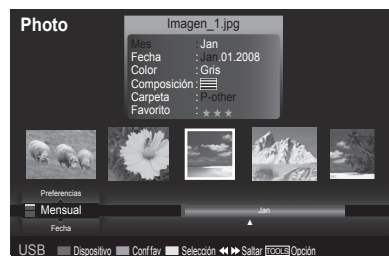 Photo
Imagen_1.jpg
Mes : Jan
Fecha : Jan.01.2008
Color : Gris
Composición :
Carpeta : P-other
Favorito : ★★★
Preferencias
Mensual
Fecha
Jan
▲
USB Dispositivo Conf fav Selección ◀◀ ▶▶ Saltar TOOLS Opción